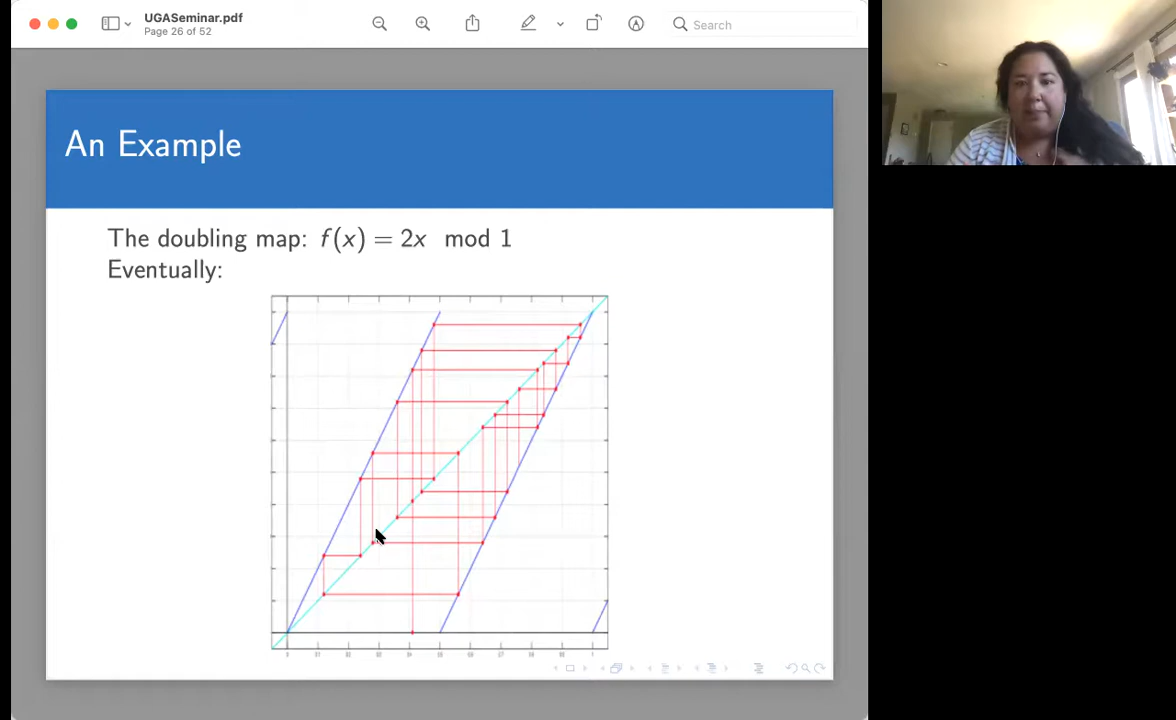 UGASeminar.pdf
Page 26 of 52
Search
An Example
The doubling map: f(x) = 2x mod 1
Eventually: